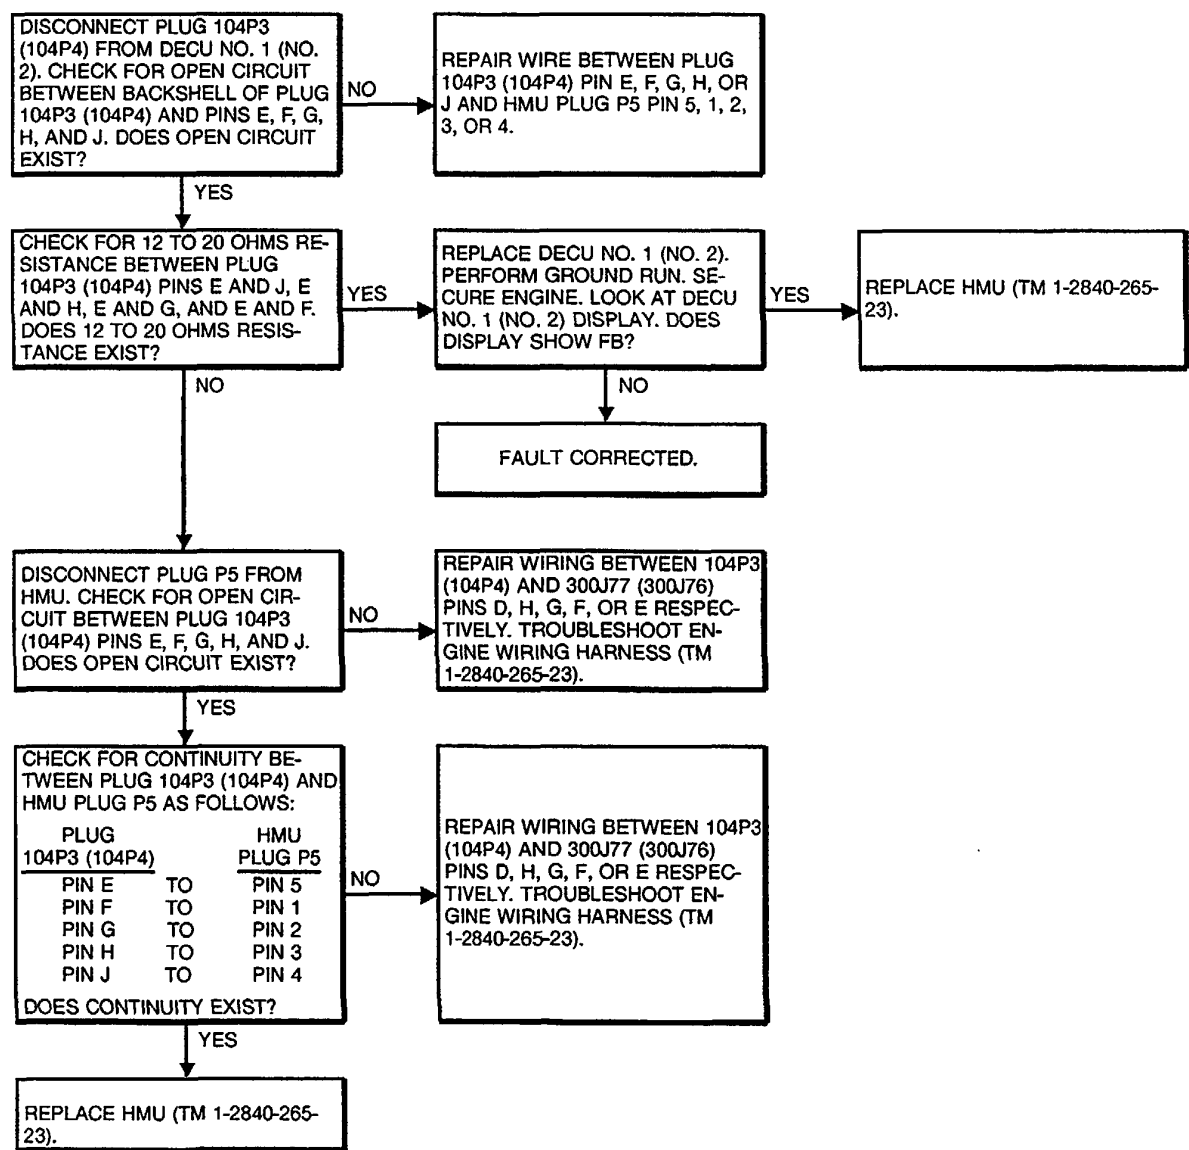 DISCONNECT PLUG 104P3
(104P4) FROM DECU NO. 1 (NO.
2). CHECK FOR OPEN CIRCUIT
BETWEEN BACKSHELL OF PLUG
104P3 (104P4) AND PINS E, F, G,
H, AND J. DOES OPEN CIRCUIT
EXIST?
NO
REPAIR WIRE BETWEEN PLUG
104P3 (104P4) PIN E, F, G, H, OR
J AND HMU PLUG P5 PIN 5, 1, 2,
3, OR 4.
YES
CHECK FOR 12 TO 20 OHMS RE-
SISTANCE BETWEEN PLUG
104P3 (104P4) PINS E AND J, E
AND H, E AND G, AND E AND F.
DOES 12 TO 20 OHMS RESIS-
TANCE EXIST?
YES
REPLACE DECU NO. 1 (NO. 2).
PERFORM GROUND RUN. SE-
CURE ENGINE. LOOK AT DECU
NO. 1 (NO. 2) DISPLAY. DOES
DISPLAY SHOW FB?
YES
REPLACE HMU (TM 1-2840-265-
23).
NO
NO
FAULT CORRECTED.
DISCONNECT PLUG P5 FROM
HMU. CHECK FOR OPEN CIR-
CUIT BETWEEN PLUG 104P3
(104P4) PINS E, F, G, H, AND J.
DOES OPEN CIRCUIT EXIST?
NO
REPAIR WIRING BETWEEN 104P3
(104P4) AND 300J77 (300J76)
PINS D, H, G, F, OR E RESPEC-
TIVELY. TROUBLESHOOT EN-
GINE WIRING HARNESS (TM
1-2840-265-23).
YES
CHECK FOR CONTINUITY BE-
TWEEN PLUG 104P3 (104P4) AND
HMU PLUG P5 AS FOLLOWS:
PLUG HMU
104P3 (104P4) PLUG P5
PIN E TO PIN 5
PIN F TO PIN 1
PIN G TO PIN 2
PIN H TO PIN 3
PIN J TO PIN 4
DOES CONTINUITY EXIST?
NO
REPAIR WIRING BETWEEN 104P3
(104P4) AND 300J77 (300J76)
PINS D, H, G, F, OR E RESPEC-
TIVELY. TROUBLESHOOT EN-
GINE WIRING HARNESS (TM
1-2840-265-23).
YES
REPLACE HMU (TM 1-2840-265-
23).